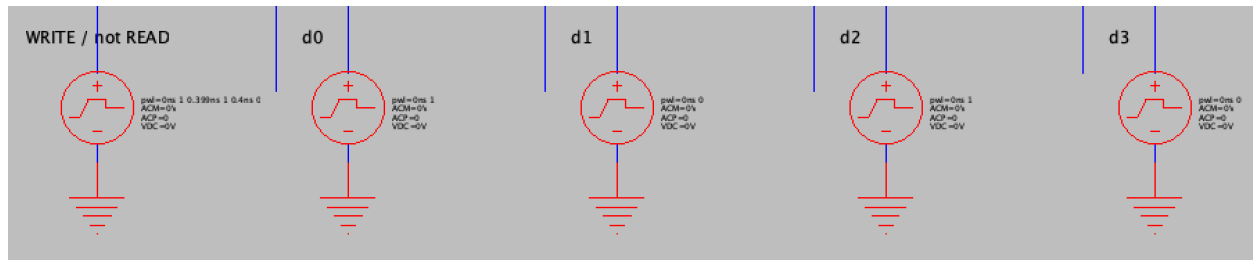 WRITE / not READ
d0
d1
d2
d3
pwl=0ns 1 0.399ns 1 0.4ns 0
ACM=0's
ACP=0
VDC=0V
pwl=0ns 1
ACM=0's
ACP=0
VDC=0V
pwl=0ns 0
ACM=0's
ACP=0
VDC=0V
pwl=0ns 1
ACM=0's
ACP=0
VDC=0V
pwl=0ns 0
ACM=0's
ACP=0
VDC=0V